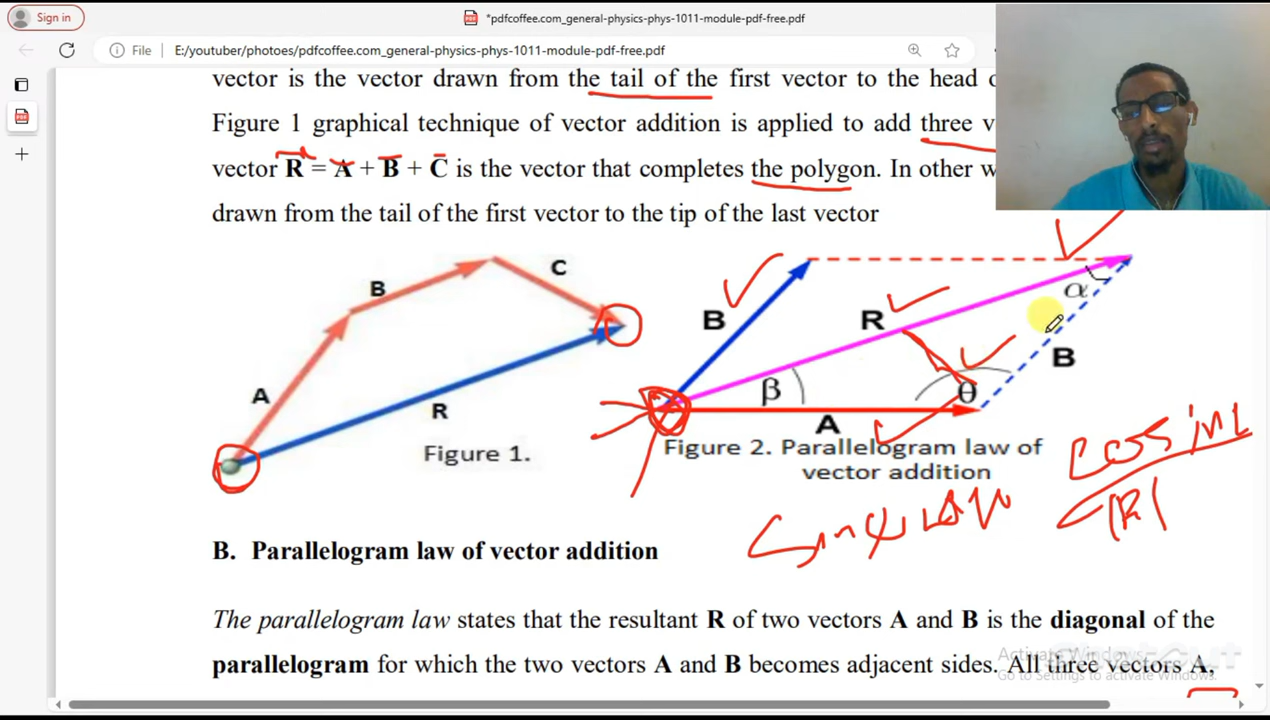 Sign in
*pdfcoffee.com_general-physics-phys-1011-module-pdf-free.pdf
File
E:/youtuber/photoes/pdfcoffee.com_general-physics-phys-1011-module-pdf-free.pdf
vector is the vector drawn from the tail of the first vector to the head o
Figure 1 graphical technique of vector addition is applied to add three v
vector R = A + B + C is the vector that completes the polygon. In other w
drawn from the tail of the first vector to the tip of the last vector
A
B
C
R
Figure 1.
B
R
α
B
β
θ
A
Figure 2. Parallelogram law of
vector addition
|R|
B. Parallelogram law of vector addition
The parallelogram law states that the resultant R of two vectors A and B is the diagonal of the
parallelogram for which the two vectors A and B becomes adjacent sides. All three vectors A,
Activate Windows
Go to Settings to activate Windows.